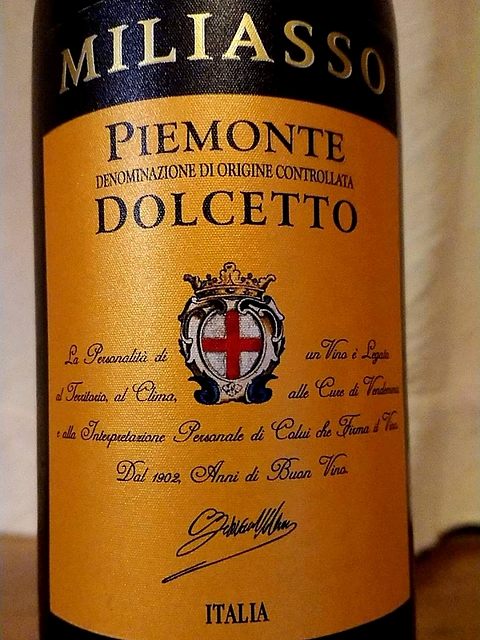 MILIASSO
PIEMONTE
DENOMINAZIONE DI ORIGINE CONTROLLATA
DOLCETTO
La Personalità di un Vino è Legata
al Territorio, al Clima, alle Cure di Vendemmia
e alla Interpretazione Personale di Colui che Firma il Vino.
Dal 1902, Anni di Buon Vino.
ITALIA